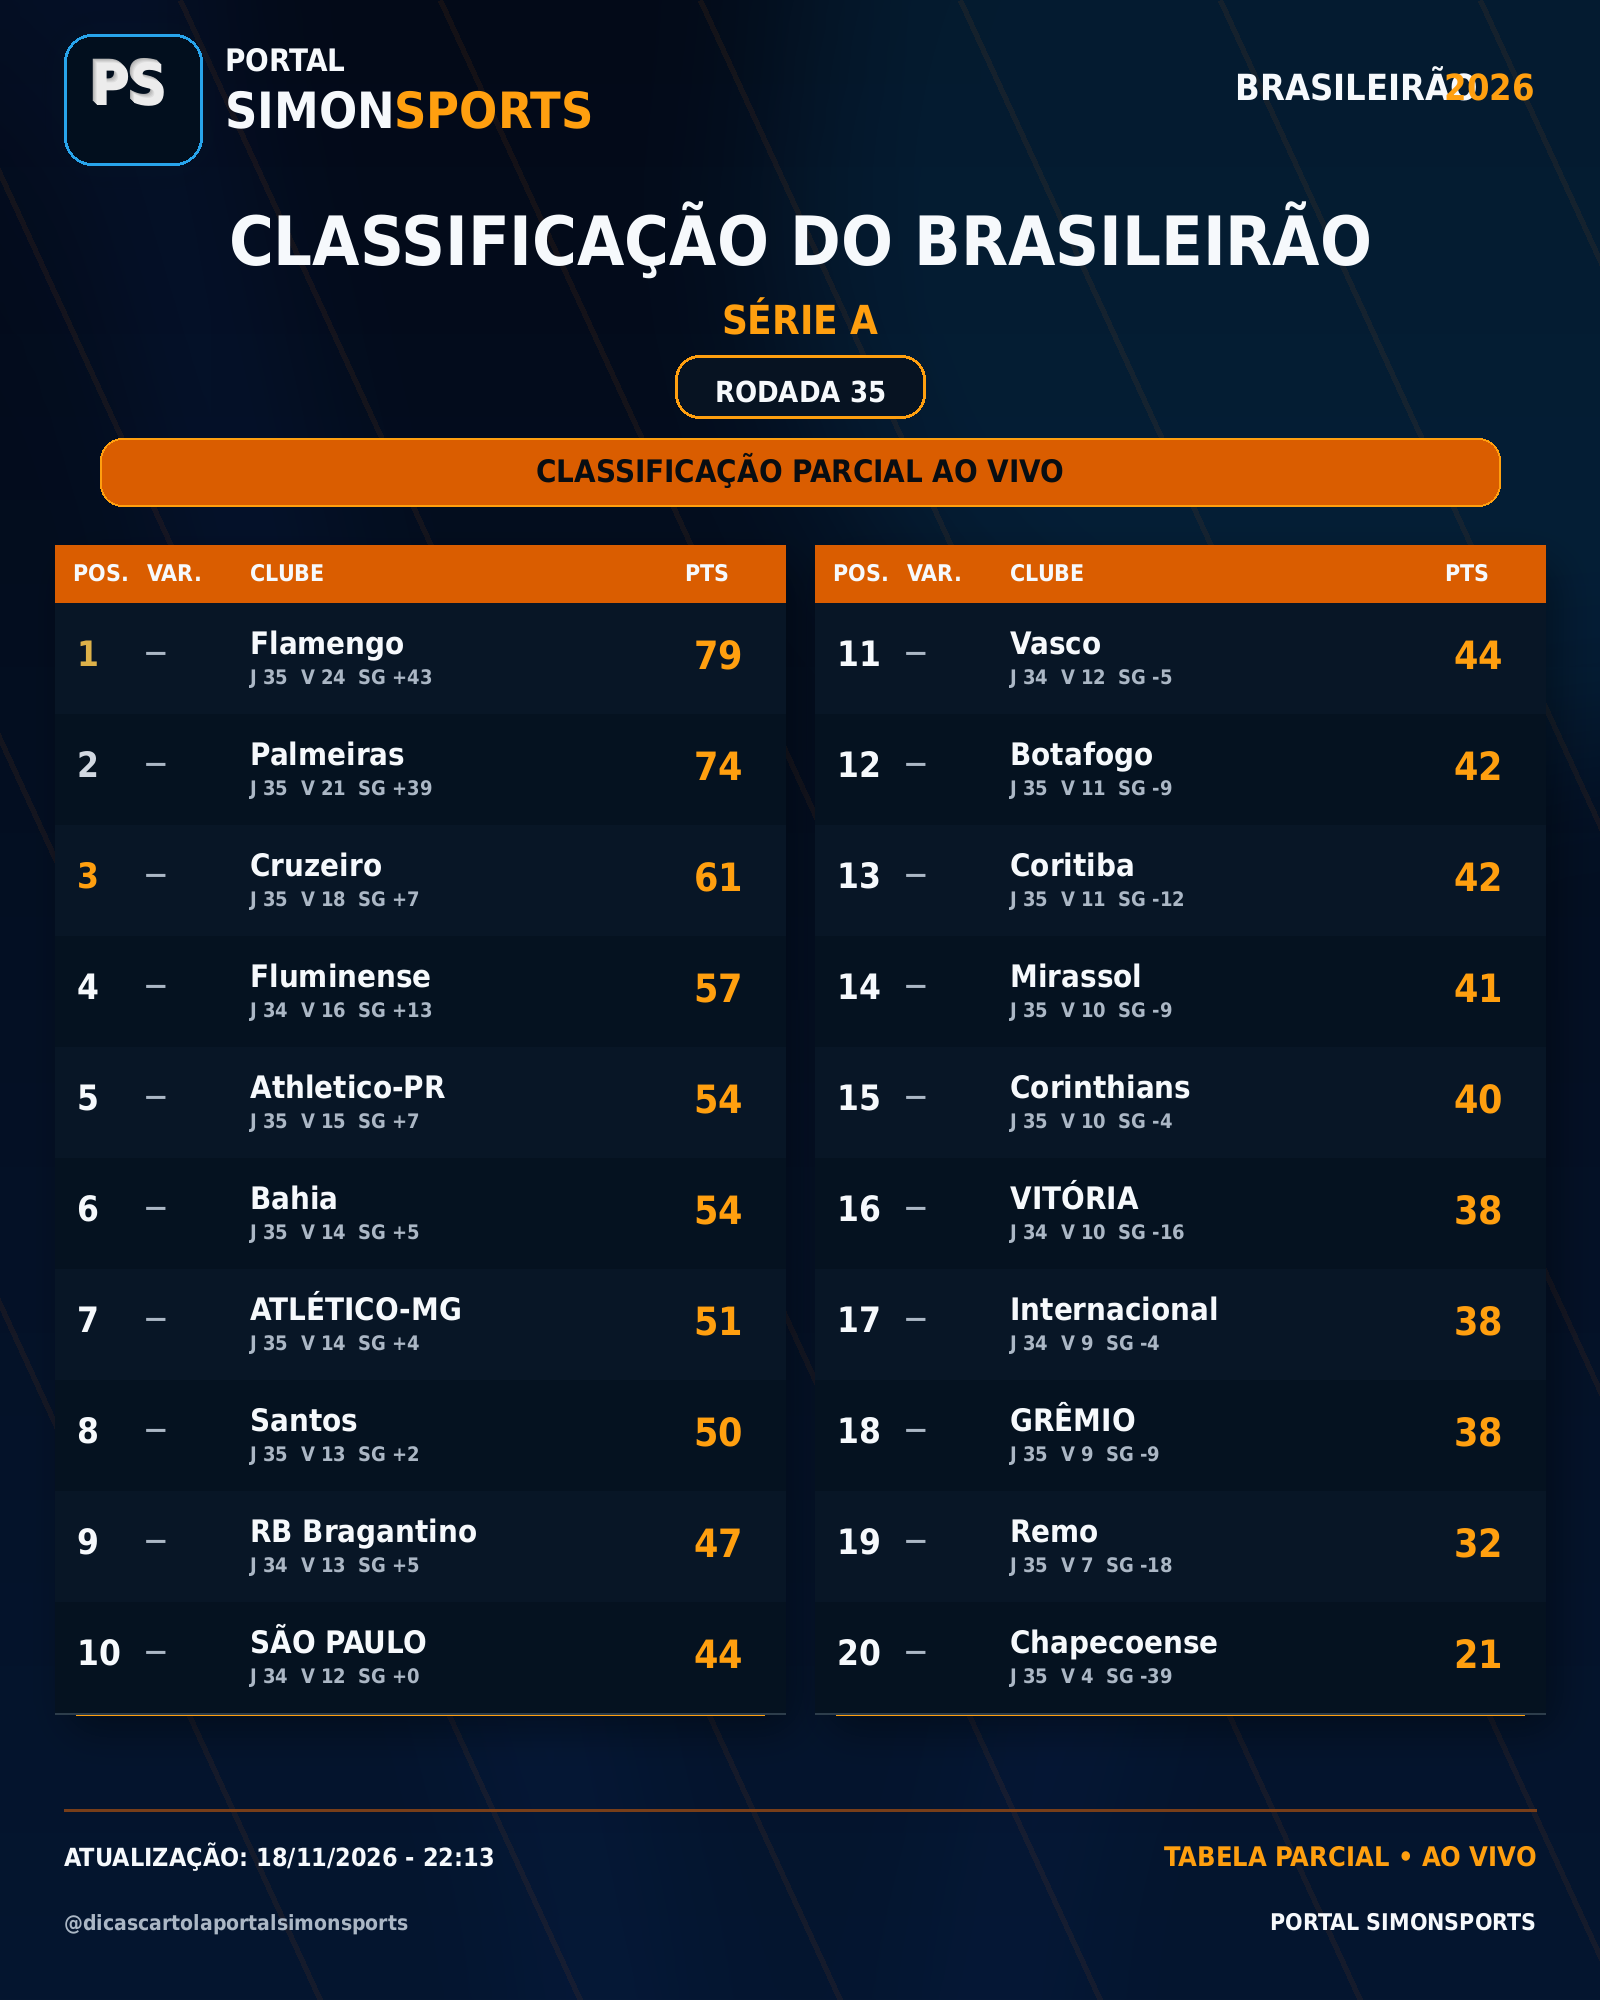 PS
PORTAL
SIMONSPORTS
BRASILEIRÃO 2026
CLASSIFICAÇÃO DO BRASILEIRÃO
SÉRIE A
RODADA 35
CLASSIFICAÇÃO PARCIAL AO VIVO
POS. VAR. CLUBE PTS
1 — Flamengo 79
J 35 V 24 SG +43
2 — Palmeiras 74
J 35 V 21 SG +39
3 — Cruzeiro 61
J 35 V 18 SG +7
4 — Fluminense 57
J 34 V 16 SG +13
5 — Athletico-PR 54
J 35 V 15 SG +7
6 — Bahia 54
J 35 V 14 SG +5
7 — ATLÉTICO-MG 51
J 35 V 14 SG +4
8 — Santos 50
J 35 V 13 SG +2
9 — RB Bragantino 47
J 34 V 13 SG +5
10 — SÃO PAULO 44
J 34 V 12 SG +0
POS. VAR. CLUBE PTS
11 — Vasco 44
J 34 V 12 SG -5
12 — Botafogo 42
J 35 V 11 SG -9
13 — Coritiba 42
J 35 V 11 SG -12
14 — Mirassol 41
J 35 V 10 SG -9
15 — Corinthians 40
J 35 V 10 SG -4
16 — VITÓRIA 38
J 34 V 10 SG -16
17 — Internacional 38
J 34 V 9 SG -4
18 — GRÊMIO 38
J 35 V 9 SG -9
19 — Remo 32
J 35 V 7 SG -18
20 — Chapecoense 21
J 35 V 4 SG -39
ATUALIZAÇÃO: 18/11/2026 - 22:13
TABELA PARCIAL • AO VIVO
@dicascartolaportalsimonsports
PORTAL SIMONSPORTS